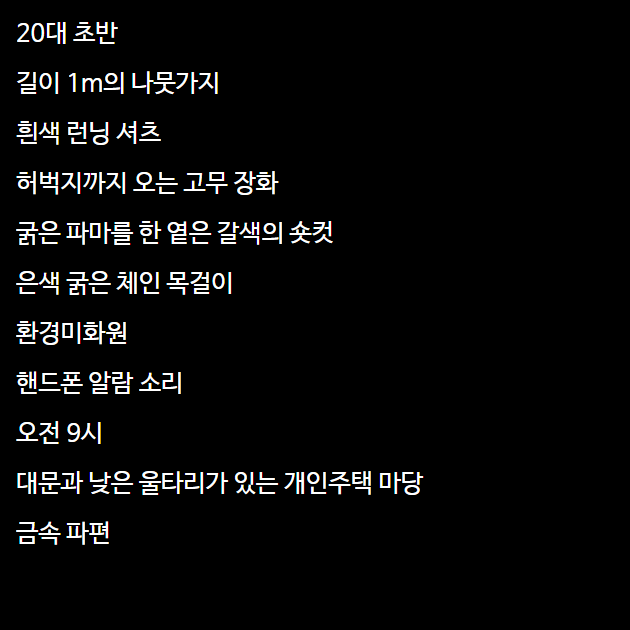 20대 초반
길이 1m의 나뭇가지
흰색 런닝 셔츠
허벅지까지 오는 고무 장화
굵은 파마를 한 옅은 갈색의 숏컷
은색 굵은 체인 목걸이
환경미화원
핸드폰 알람 소리
오전 9시
대문과 낮은 울타리가 있는 개인주택 마당
금속 파편